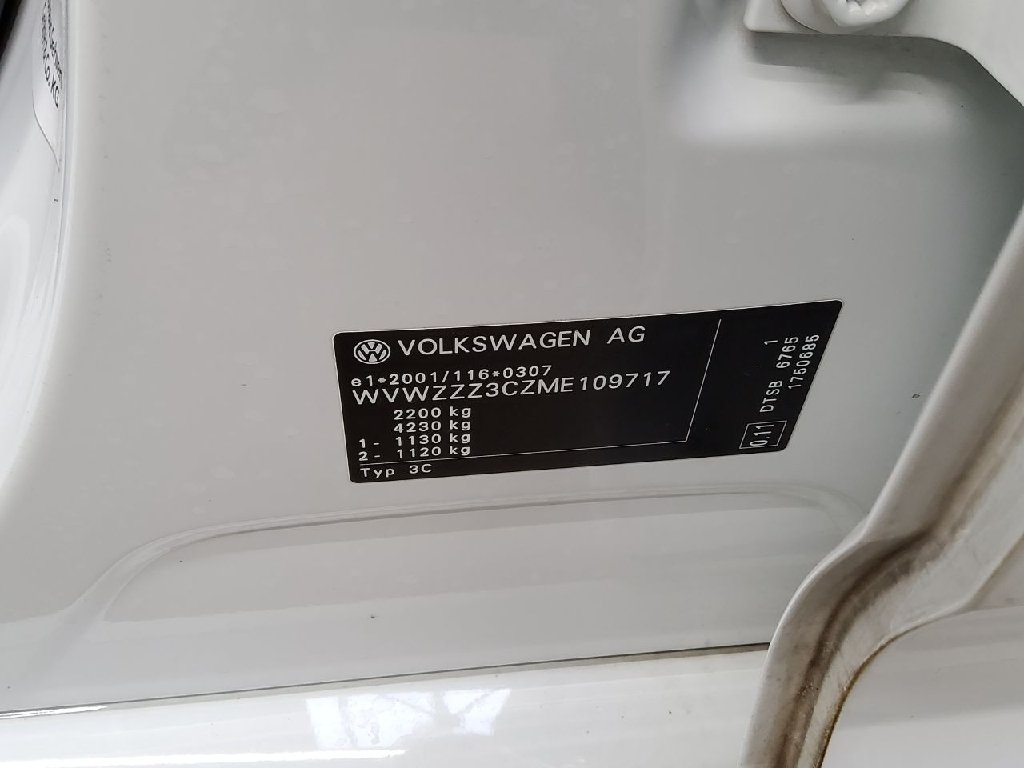 VOLKSWAGEN AG
e1*2001/116*0307
WVWZZZ3CZME109717
2200 kg
4230 kg
1- 1130 kg
2- 1120 kg
Typ 3C
0,11
DTSB 6765 1
1750685